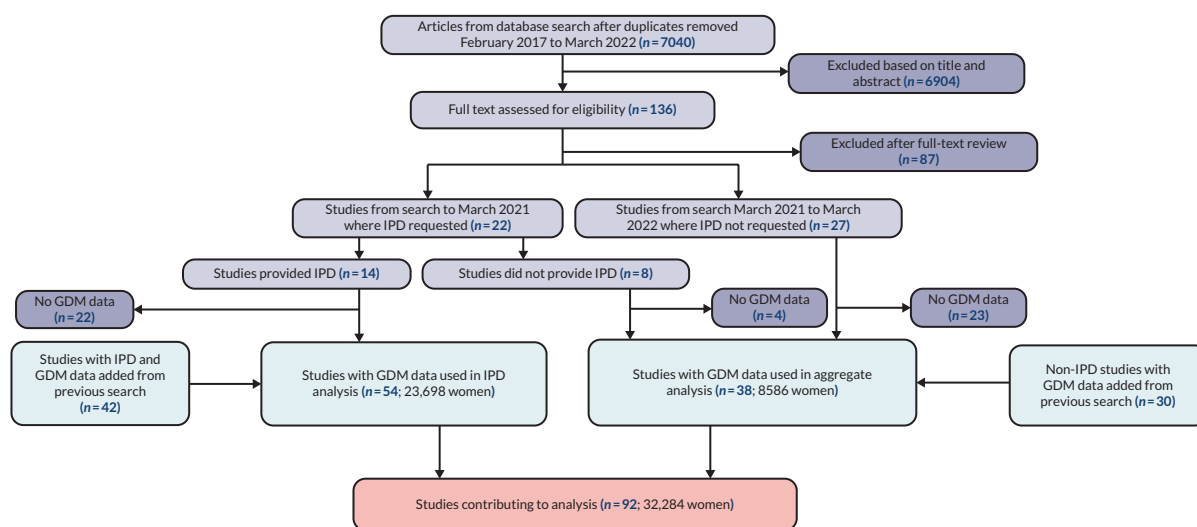 Articles from database search after duplicates removed
February 2017 to March 2022 (n = 7040)
Excluded based on title and
abstract (n = 6904)
Full text assessed for eligibility (n = 136)
Excluded after full-text review
(n = 87)
Studies from search to March 2021
where IPD requested (n = 22)
Studies from search March 2021 to March
2022 where IPD not requested (n = 27)
Studies provided IPD (n = 14)
Studies did not provide IPD (n = 8)
No GDM data
(n = 22)
No GDM data
(n = 4)
No GDM data
(n = 23)
Studies with IPD and
GDM data added from
previous search
(n = 42)
Studies with GDM data used in IPD
analysis (n = 54; 23,698 women)
Studies with GDM data used in aggregate
analysis (n = 38; 8586 women)
Non-IPD studies with
GDM data added from
previous search (n = 30)
Studies contributing to analysis (n = 92; 32,284 women)